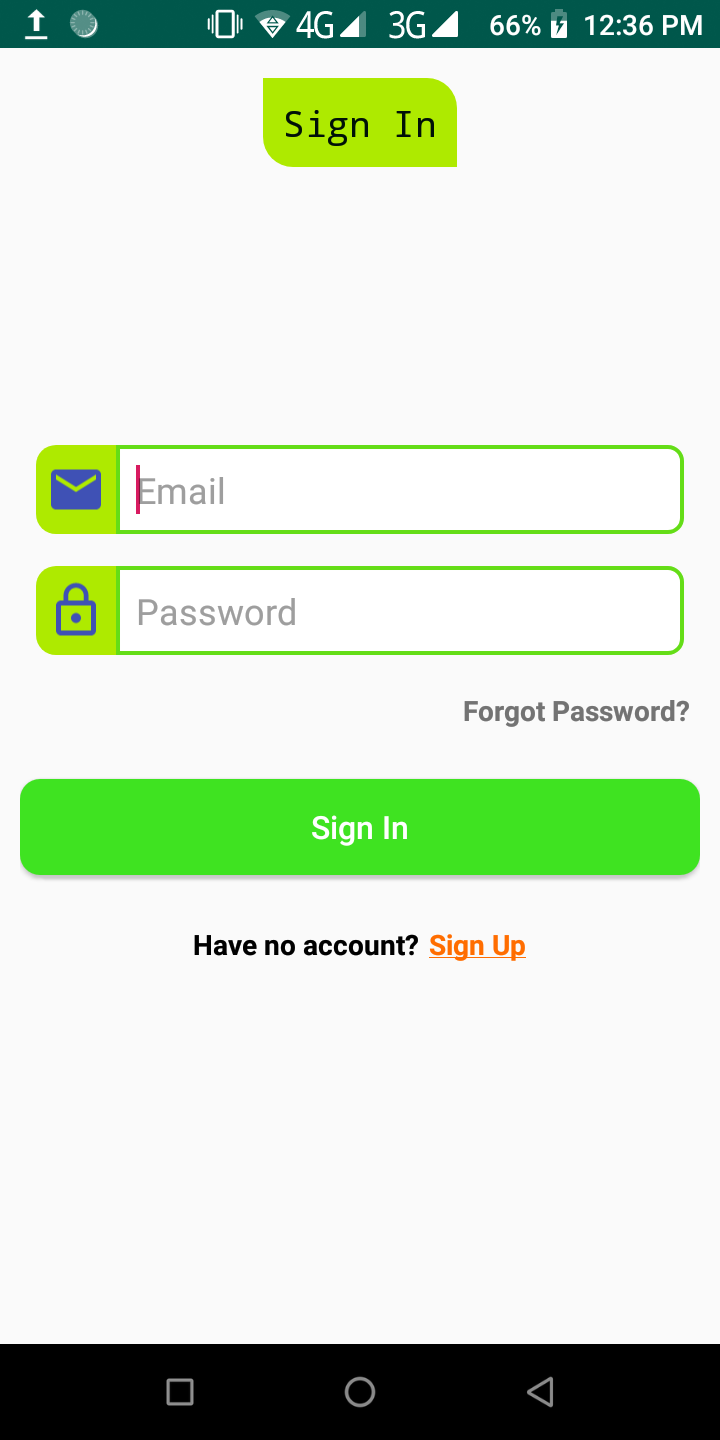 4G 3G 66% 12:36 PM
Sign In
Email
Password
Forgot Password?
Sign In
Have no account? Sign Up